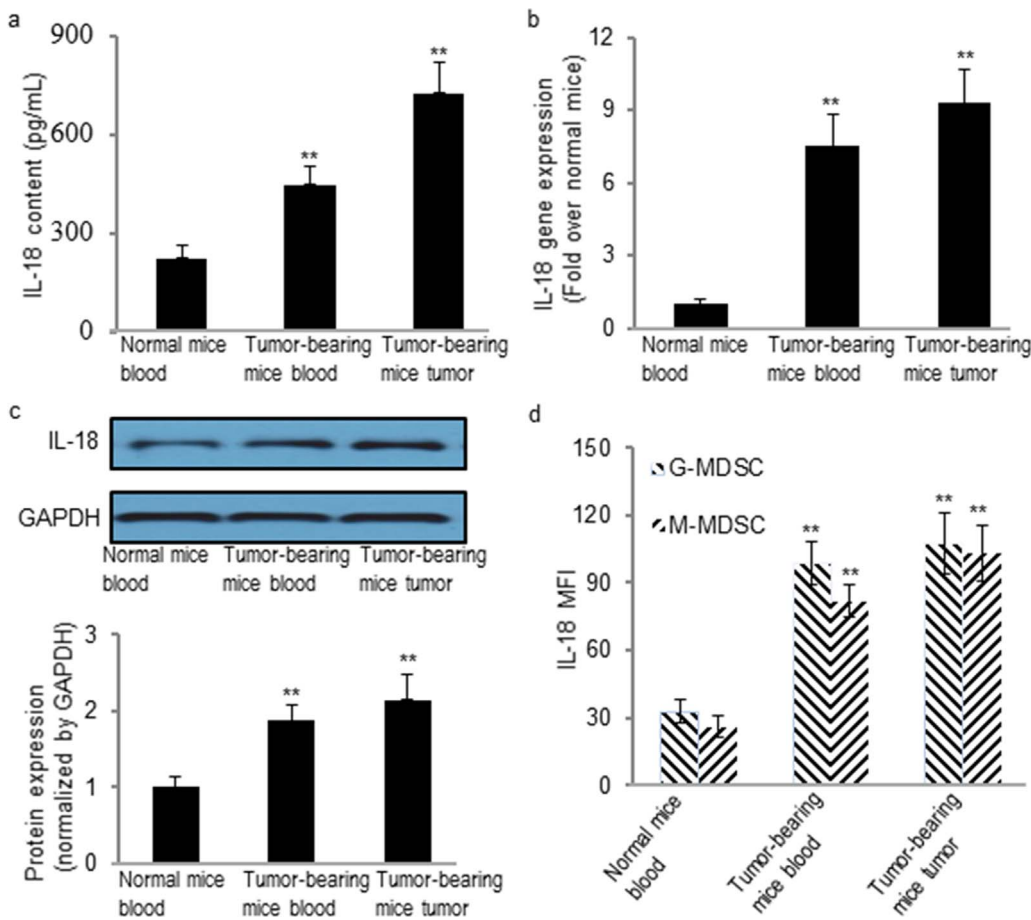 a
IL-18 content (pg/mL)
900
600
300
0
**
**
Normal mice
blood
Tumor-bearing
mice blood
Tumor-bearing
mice tumor
b
IL-18 gene expression
(Fold over normal mice)
12
9
6
3
0
**
**
Normal mice
blood
Tumor-bearing
mice blood
Tumor-bearing
mice tumor
c
IL-18
GAPDH
Normal mice
blood
Tumor-bearing
mice blood
Tumor-bearing
mice tumor
Protein expression
(normalized by GAPDH)
3
2
1
0
**
**
Normal mice
blood
Tumor-bearing
mice blood
Tumor-bearing
mice tumor
d
IL-18 MFI
150
120
90
60
30
0
G-MDSC
M-MDSC
**
**
**
**
Normal mice
blood
Tumor-bearing
mice blood
Tumor-bearing
mice tumor